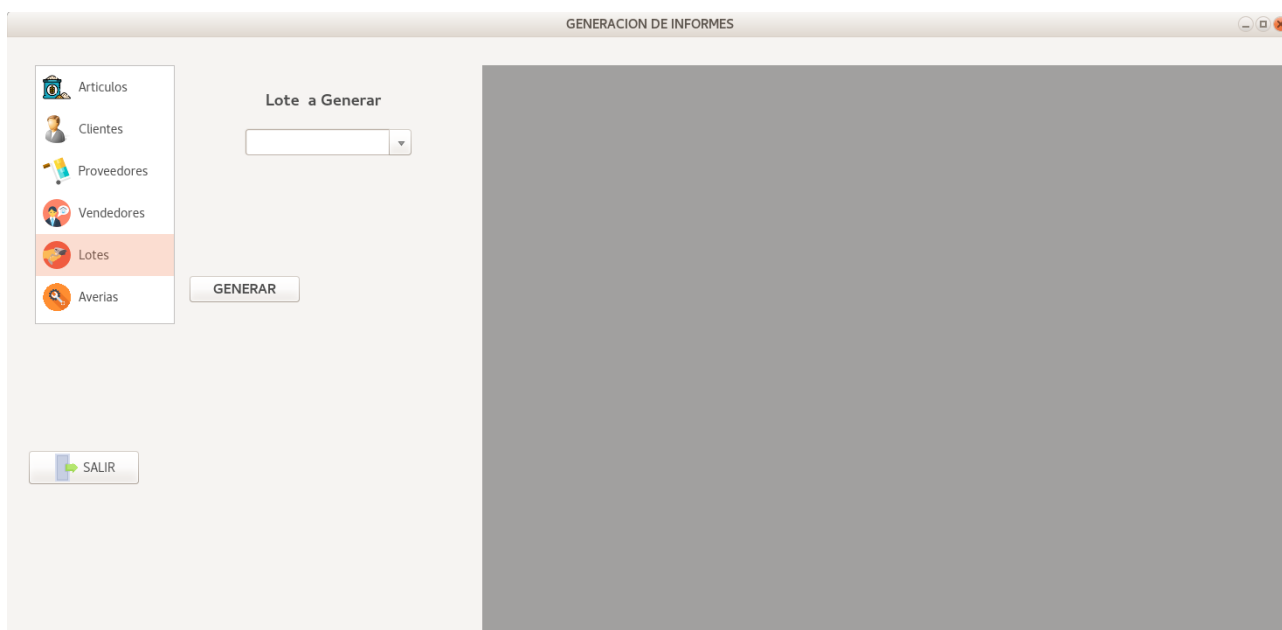 GENERACION DE INFORMES
Articulos
Clientes
Proveedores
Vendedores
Lotes
Averias
Lote a Generar
GENERAR
SALIR